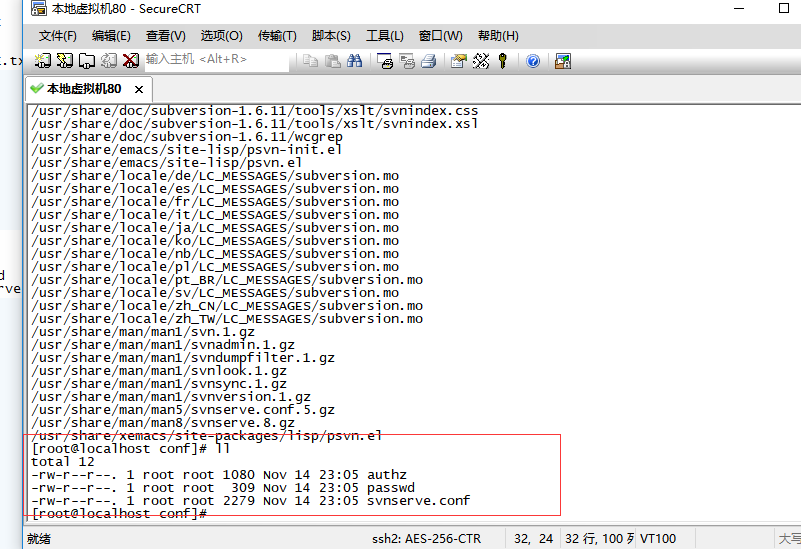 本地虚拟机80 - SecureCRT
文件(F) 编辑(E) 查看(V) 选项(O) 传输(T) 脚本(S) 工具(L) 窗口(W) 帮助(H)
输入主机 <Alt+R>
.tx
本地虚拟机80
/usr/share/doc/subversion-1.6.11/tools/xslt/svnindex.css
/usr/share/doc/subversion-1.6.11/tools/xslt/svnindex.xsl
/usr/share/doc/subversion-1.6.11/wcgrep
/usr/share/emacs/site-lisp/psvn-init.el
/usr/share/emacs/site-lisp/psvn.el
/usr/share/locale/de/LC_MESSAGES/subversion.mo
/usr/share/locale/es/LC_MESSAGES/subversion.mo
/usr/share/locale/fr/LC_MESSAGES/subversion.mo
/usr/share/locale/it/LC_MESSAGES/subversion.mo
/usr/share/locale/ja/LC_MESSAGES/subversion.mo
/usr/share/locale/ko/LC_MESSAGES/subversion.mo
/usr/share/locale/nb/LC_MESSAGES/subversion.mo
/usr/share/locale/pl/LC_MESSAGES/subversion.mo
/usr/share/locale/pt_BR/LC_MESSAGES/subversion.mo
/usr/share/locale/sv/LC_MESSAGES/subversion.mo
/usr/share/locale/zh_CN/LC_MESSAGES/subversion.mo
/usr/share/locale/zh_TW/LC_MESSAGES/subversion.mo
/usr/share/man/man1/svn.1.gz
/usr/share/man/man1/svnadmin.1.gz
/usr/share/man/man1/svndumpfilter.1.gz
/usr/share/man/man1/svnlook.1.gz
/usr/share/man/man1/svnsync.1.gz
/usr/share/man/man1/svnversion.1.gz
/usr/share/man/man5/svnserve.conf.5.gz
/usr/share/man/man8/svnserve.8.gz
/usr/share/xemacs/site-packages/lisp/psvn.el
[root@localhost conf]# ll
total 12
-rw-r--r--. 1 root root 1080 Nov 14 23:05 authz
-rw-r--r--. 1 root root  309 Nov 14 23:05 passwd
-rw-r--r--. 1 root root 2279 Nov 14 23:05 svnserve.conf
[root@localhost conf]#
d
rve
就绪 ssh2: AES-256-CTR 32, 24 32 行, 100 列 VT100 大写